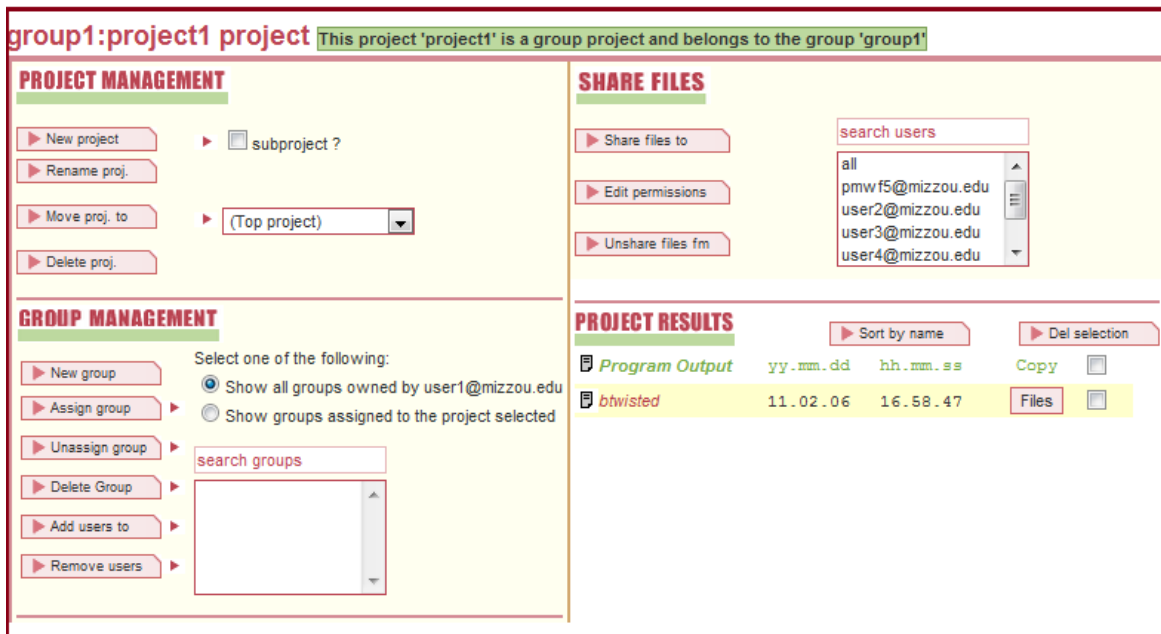 group1:project1 project This project 'project1' is a group project and belongs to the group 'group1'
PROJECT MANAGEMENT
New project
subproject ?
Rename proj.
Move proj. to
(Top project)
Delete proj.
SHARE FILES
Share files to
Edit permissions
Unshare files fm
search users
all
pmwf5@mizzou.edu
user2@mizzou.edu
user3@mizzou.edu
user4@mizzou.edu
GROUP MANAGEMENT
New group
Assign group
Unassign group
Delete Group
Add users to
Remove users
Select one of the following:
Show all groups owned by user1@mizzou.edu
Show groups assigned to the project selected
search groups
PROJECT RESULTS
Sort by name
Del selection
Program Output yy.mm.dd hh.mm.ss Copy
btwisted 11.02.06 16.58.47 Files